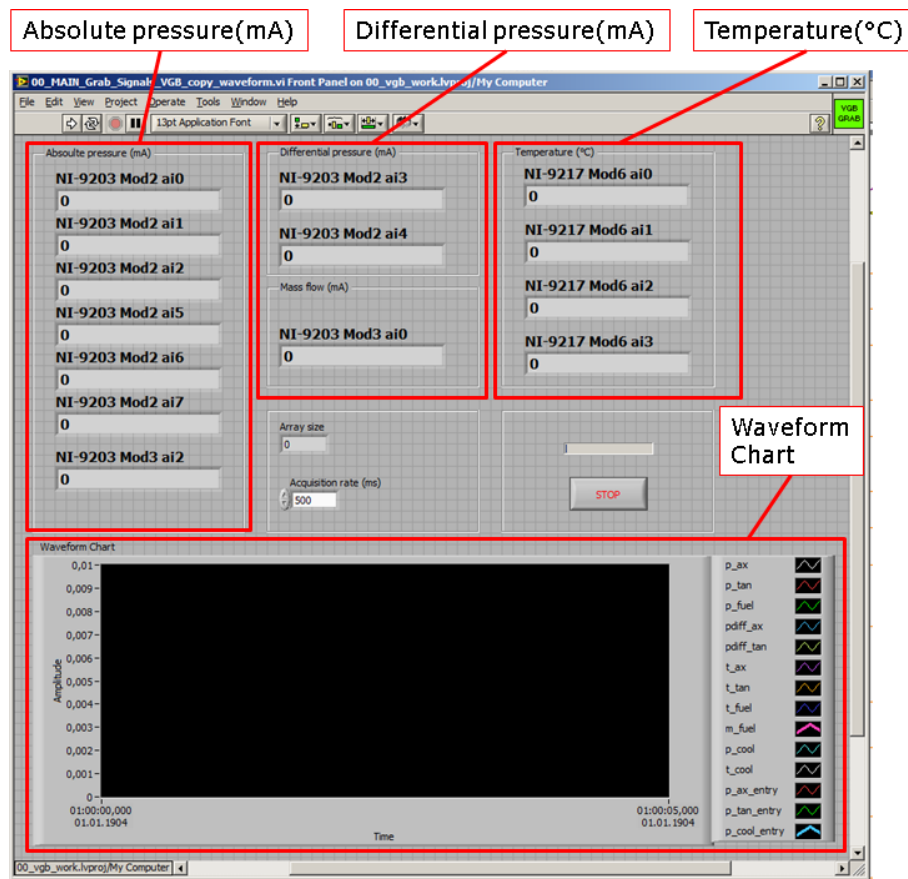 Absolute pressure(mA)
Differential pressure(mA)
Temperature(°C)
00_MAIN_Grab_Signals_VGB_copy_waveform.vi Front Panel on 00_vgb_work.lvproj/My Computer
File Edit View Project Operate Tools Window Help
13pt Application Font
VGB
GRAB
Absoulte pressure (mA)
NI-9203 Mod2 ai0
0
NI-9203 Mod2 ai1
0
NI-9203 Mod2 ai2
0
NI-9203 Mod2 ai5
0
NI-9203 Mod2 ai6
0
NI-9203 Mod2 ai7
0
NI-9203 Mod3 ai2
0
Differential pressure (mA)
NI-9203 Mod2 ai3
0
NI-9203 Mod2 ai4
0
Mass flow (mA)
NI-9203 Mod3 ai0
0
Temperature (°C)
NI-9217 Mod6 ai0
0
NI-9217 Mod6 ai1
0
NI-9217 Mod6 ai2
0
NI-9217 Mod6 ai3
0
Array size
0
Acquisition rate (ms)
500
STOP
Waveform
Chart
Waveform Chart
0,01
0,009
0,008
0,007
0,006
0,005
0,004
0,003
0,002
0,001
0
Amplitude
01:00:00,000
01.01.1904
01:00:05,000
01.01.1904
Time
p_ax
p_tan
p_fuel
pdiff_ax
pdiff_tan
t_ax
t_tan
t_fuel
m_fuel
p_cool
t_cool
p_ax_entry
p_tan_entry
p_cool_entry
00_vgb_work.lvproj/My Computer